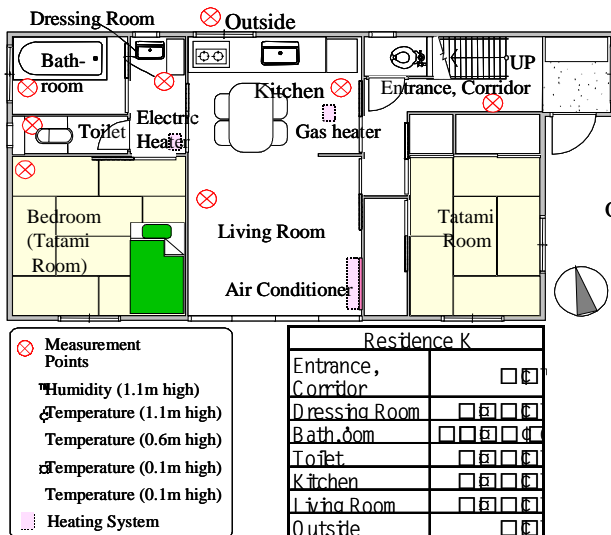 Dressing Room
Outside
Bath-
room
Kitchen
UP
Entrance, Corridor
Toilet
Electric
Heater
Gas heater
Bedroom
(Tatami
Room)
Living Room
Tatami
Room
Air Conditioner
Measurement
Points
Humidity (1.1m high)
Temperature (1.1m high)
Temperature (0.6m high)
Temperature (0.1m high)
Temperature (0.1m high)
Heating System
Residence K
Entrance,
Corridor
Dressing Room
Toilet
Kitchen
Living Room
Outside